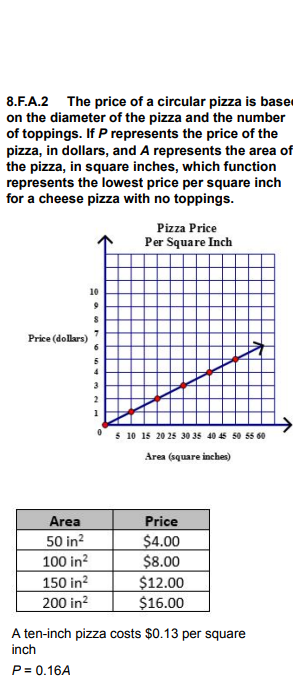 8.F.A.2 The price of a circular pizza is base
on the diameter of the pizza and the number
of toppings. If P represents the price of the
pizza, in dollars, and A represents the area of
the pizza, in square inches, which function
represents the lowest price per square inch
for a cheese pizza with no toppings.
Pizza Price
Per Square Inch
10
9
8
7
Price (dollars)
6
5
4
3
2
1
0
5 10 15 20 25 30 35 40 45 50 55 60
Area (square inches)
Area Price
50 in² $4.00
100 in² $8.00
150 in² $12.00
200 in² $16.00
A ten-inch pizza costs $0.13 per square
inch
P = 0.16A